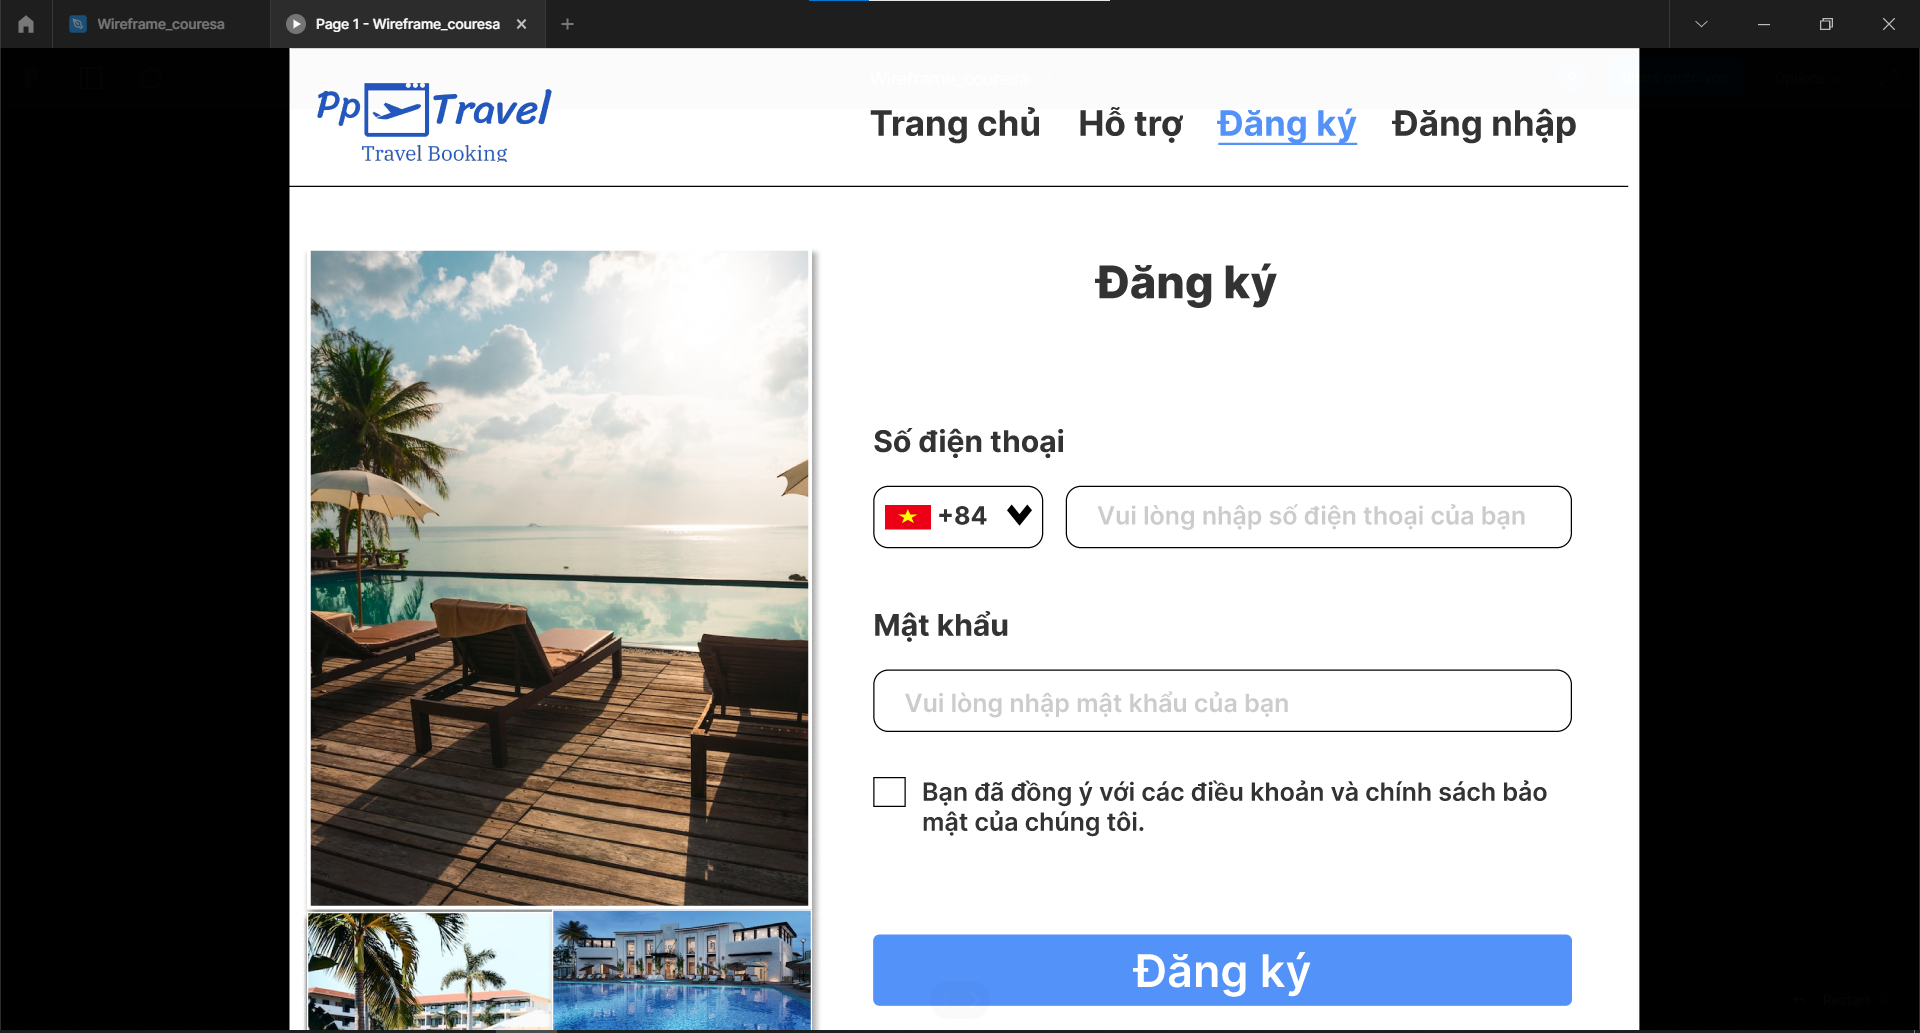 Wireframe_couresa
Page 1 - Wireframe_couresa
Pp Travel
Travel Booking
Trang chủ
Hỗ trợ
Đăng ký
Đăng nhập
Đăng ký
Số điện thoại
+84
Vui lòng nhập số điện thoại của bạn
Mật khẩu
Vui lòng nhập mật khẩu của bạn
Bạn đã đồng ý với các điều khoản và chính sách bảo
mật của chúng tôi.
Đăng ký